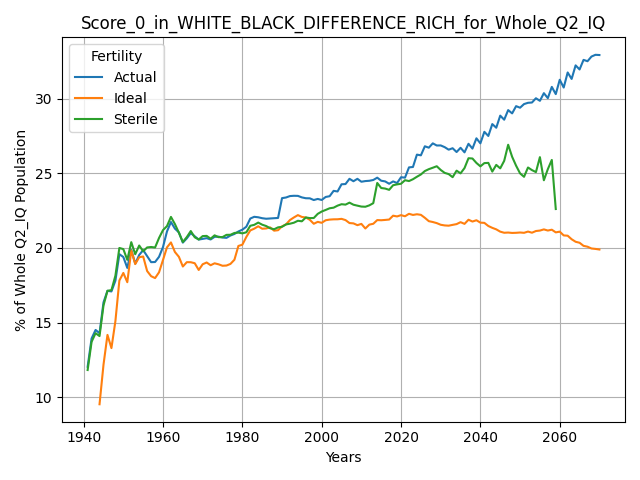 Score_0_in_WHITE_BLACK_DIFFERENCE_RICH_for_Whole_Q2_IQ
Fertility
Actual
Ideal
Sterile
% of Whole Q2_IQ Population
30
25
20
15
10
1940 1960 1980 2000 2020 2040 2060
Years